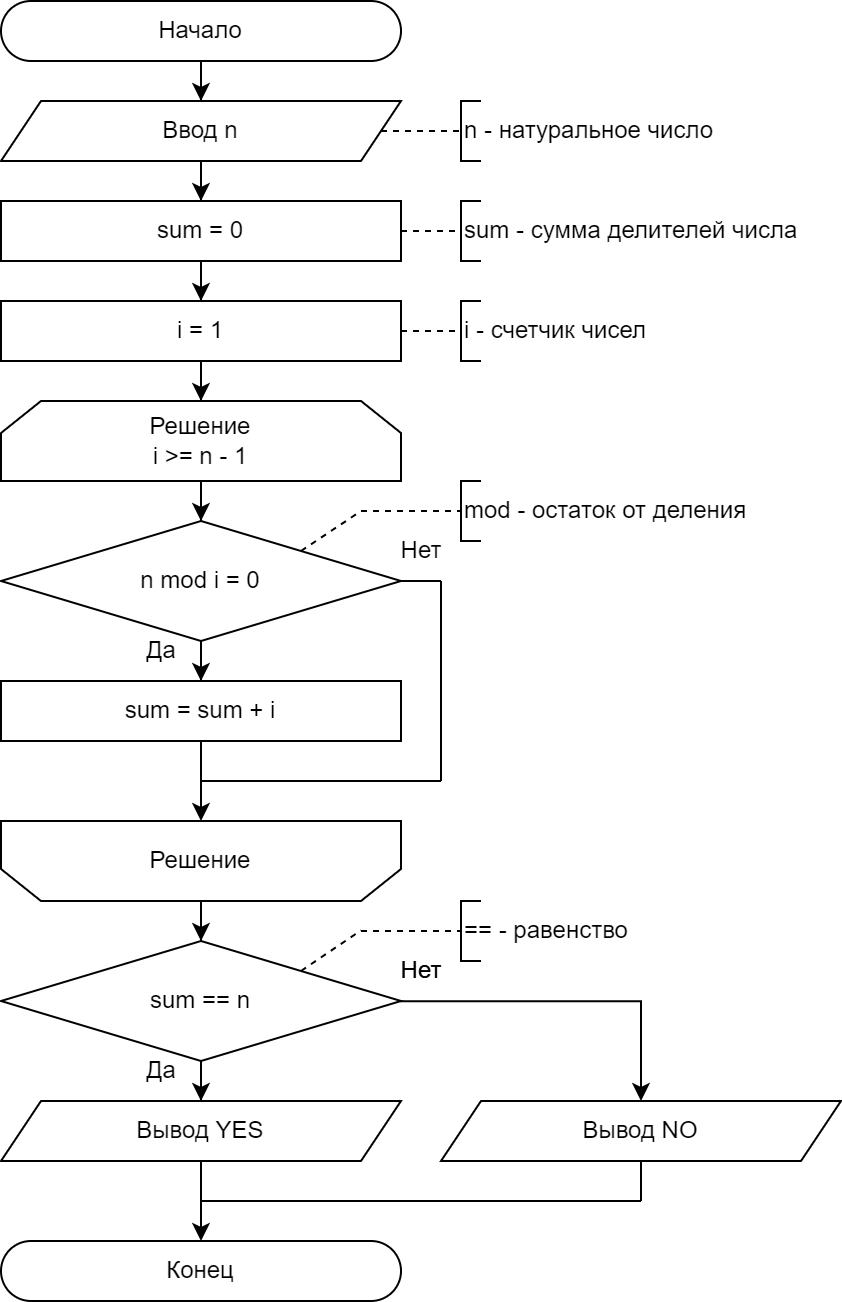 Начало
Ввод n
n - натуральное число
sum = 0
sum - сумма делителей числа
i = 1
i - счетчик чисел
Решение
i >= n - 1
mod - остаток от деления
Нет
n mod i = 0
Да
sum = sum + i
Решение
== - равенство
Нет
sum == n
Да
Вывод YES
Вывод NO
Конец